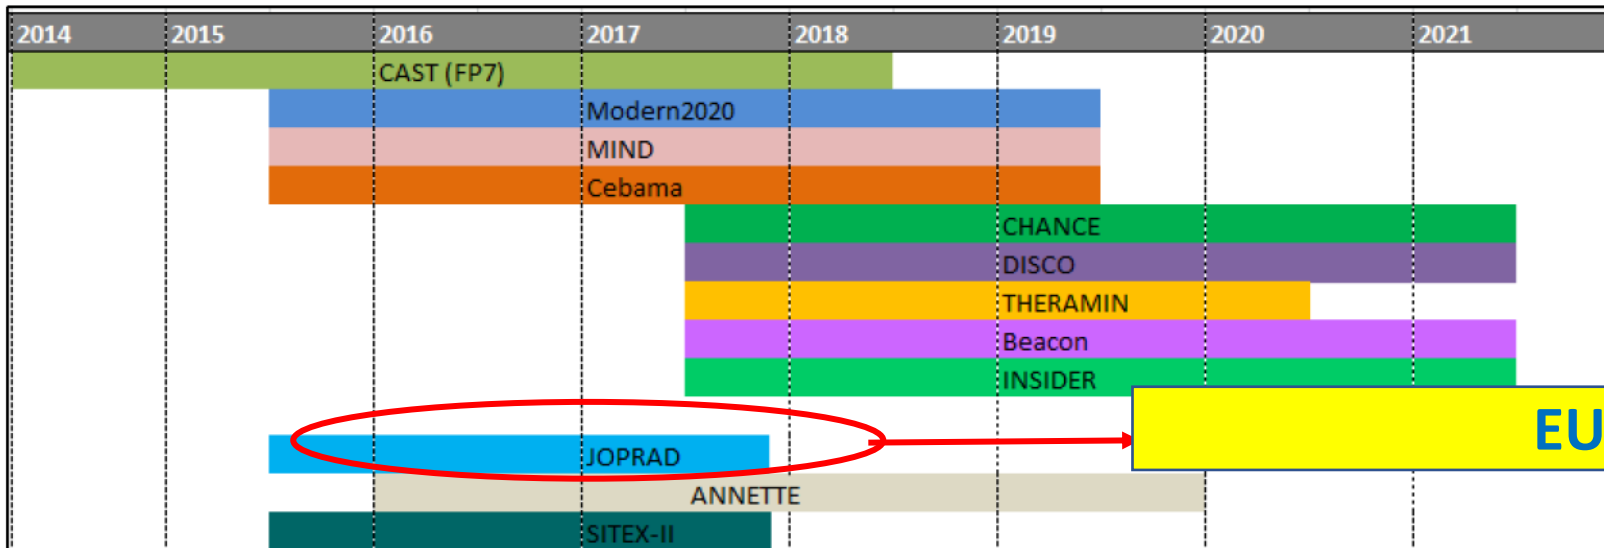 2014 2015 2016 2017 2018 2019 2020 2021
CAST (FP7)
Modern2020
MIND
Cebama
CHANCE
DISCO
THERAMIN
Beacon
INSIDER
EU
JOPRAD
ANNETTE
SITEX-II